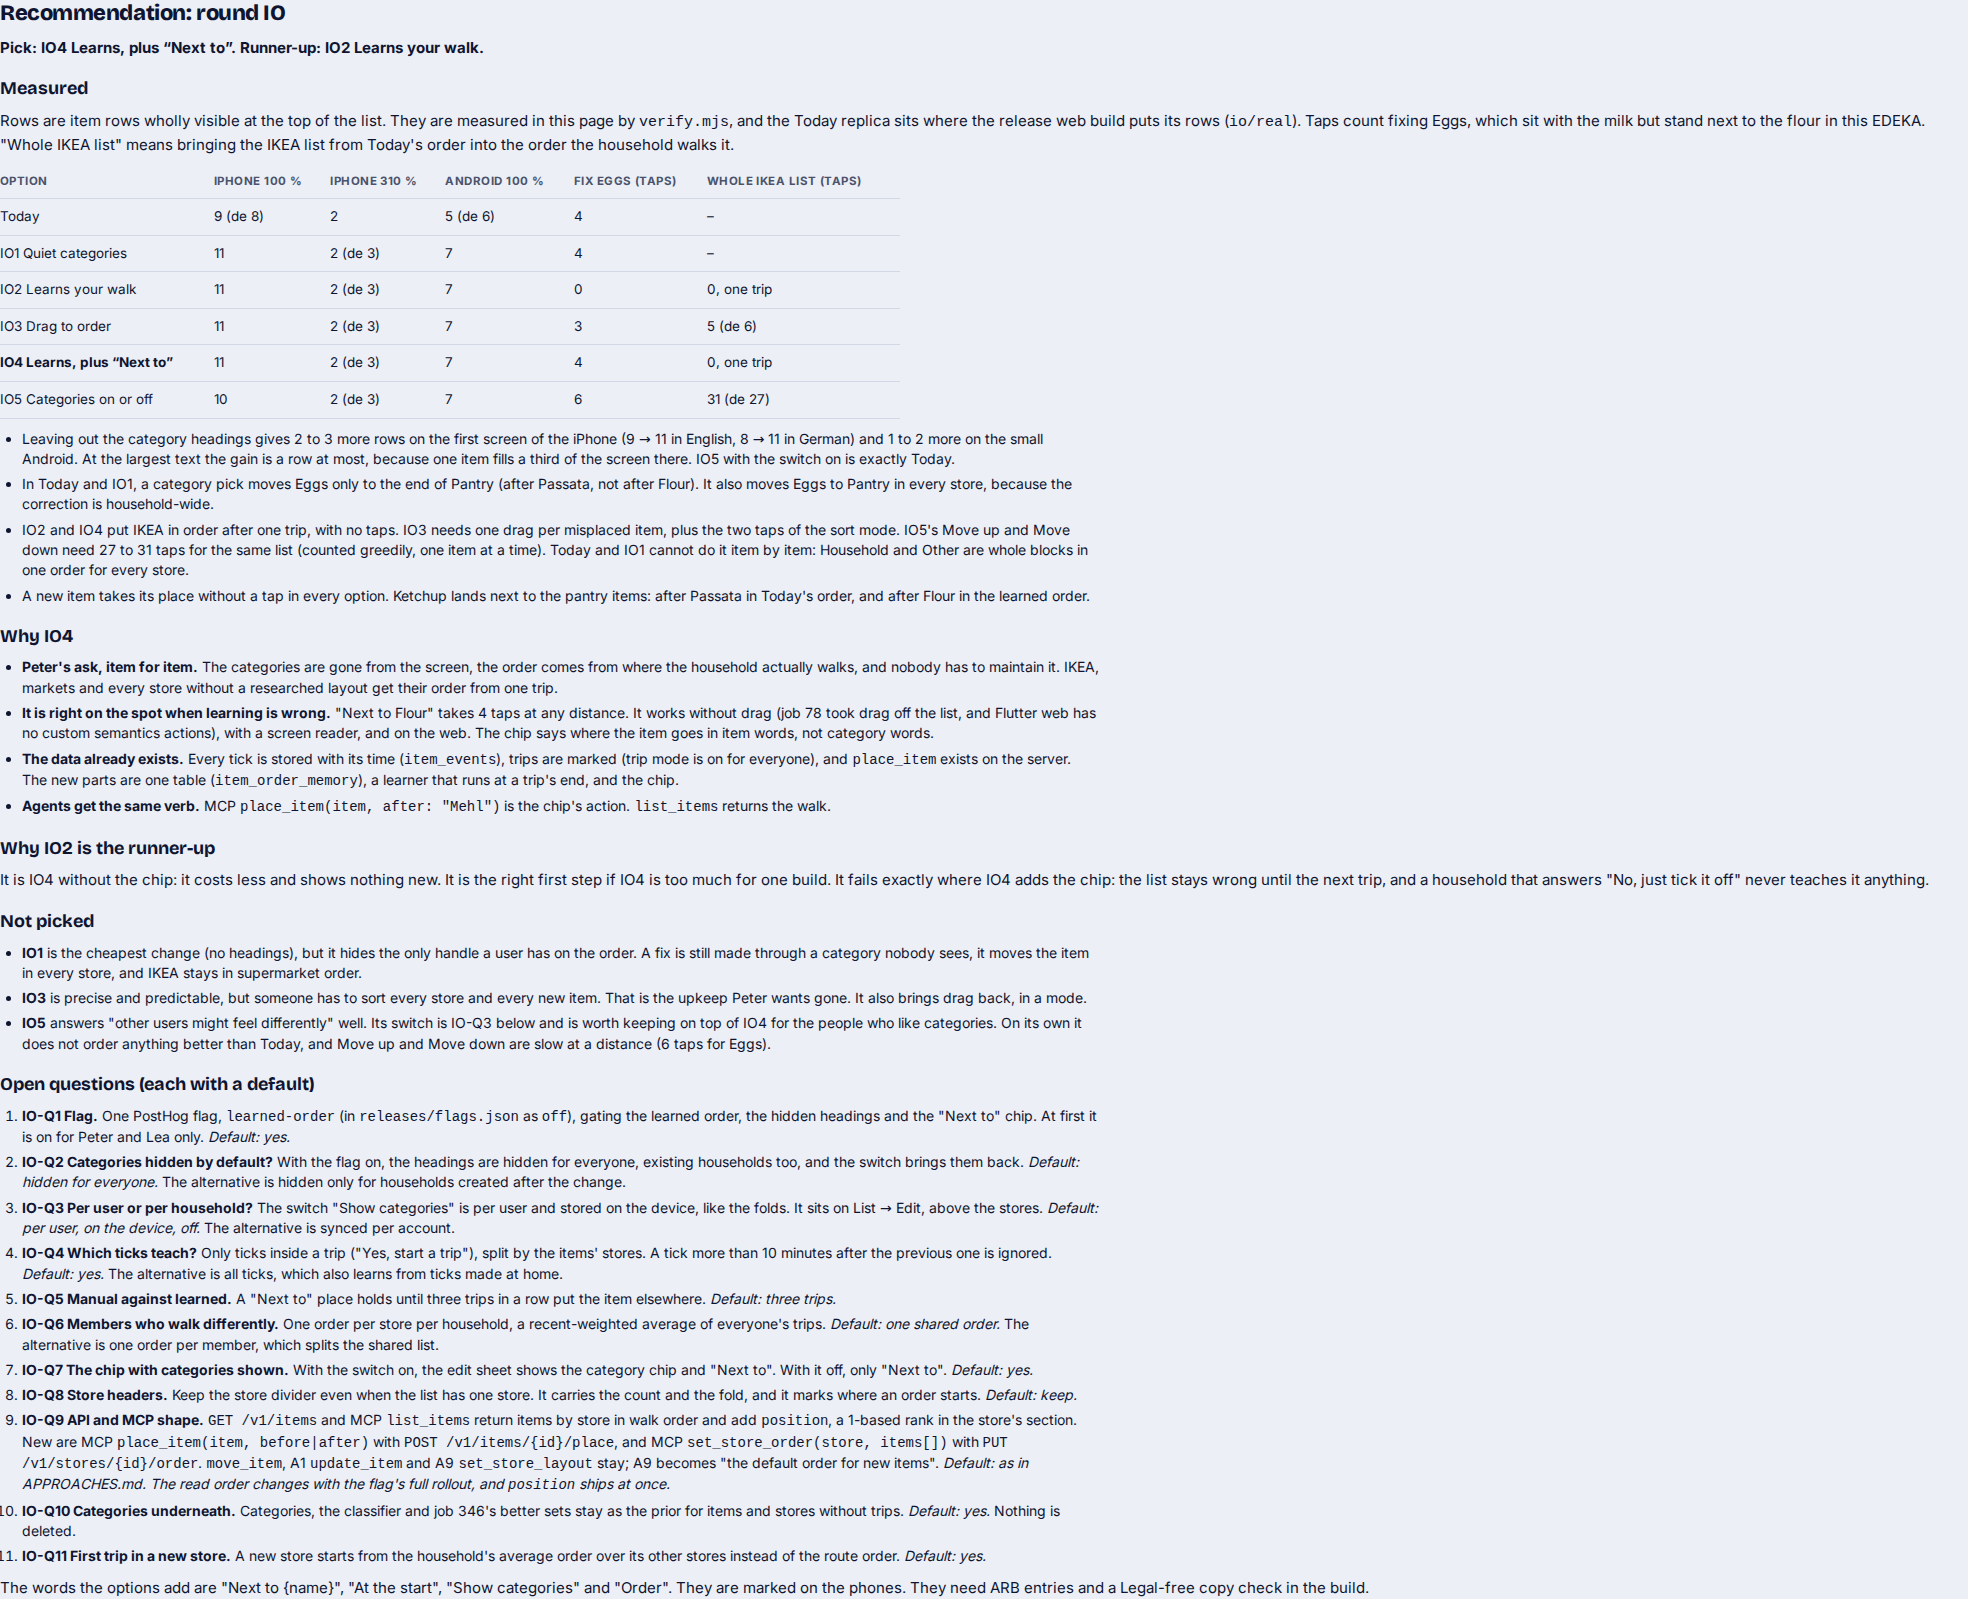 Recommendation: round IO
Pick: IO4 Learns, plus “Next to”. Runner-up: IO2 Learns your walk.
Measured
Rows are item rows wholly visible at the top of the list. They are measured in this page by verify.mjs, and the Today replica sits where the release web build puts its rows (io/real). Taps count fixing Eggs, which sit with the milk but stand next to the flour in this EDEKA.
"Whole IKEA list" means bringing the IKEA list from Today's order into the order the household walks it.
OPTION IPHONE 100 % IPHONE 310 % ANDROID 100 % FIX EGGS (TAPS) WHOLE IKEA LIST (TAPS)
Today 9 (de 8) 2 5 (de 6) 4 –
IO1 Quiet categories 11 2 (de 3) 7 4 –
IO2 Learns your walk 11 2 (de 3) 7 0 0, one trip
IO3 Drag to order 11 2 (de 3) 7 3 5 (de 6)
IO4 Learns, plus “Next to” 11 2 (de 3) 7 4 0, one trip
IO5 Categories on or off 10 2 (de 3) 7 6 31 (de 27)
• Leaving out the category headings gives 2 to 3 more rows on the first screen of the iPhone (9 → 11 in English, 8 → 11 in German) and 1 to 2 more on the small
Android. At the largest text the gain is a row at most, because one item fills a third of the screen there. IO5 with the switch on is exactly Today.
• In Today and IO1, a category pick moves Eggs only to the end of Pantry (after Passata, not after Flour). It also moves Eggs to Pantry in every store, because the
correction is household-wide.
• IO2 and IO4 put IKEA in order after one trip, with no taps. IO3 needs one drag per misplaced item, plus the two taps of the sort mode. IO5's Move up and Move
down need 27 to 31 taps for the same list (counted greedily, one item at a time). Today and IO1 cannot do it item by item: Household and Other are whole blocks in
one order for every store.
• A new item takes its place without a tap in every option. Ketchup lands next to the pantry items: after Passata in Today's order, and after Flour in the learned order.
Why IO4
• Peter's ask, item for item. The categories are gone from the screen, the order comes from where the household actually walks, and nobody has to maintain it. IKEA,
markets and every store without a researched layout get their order from one trip.
• It is right on the spot when learning is wrong. "Next to Flour" takes 4 taps at any distance. It works without drag (job 78 took drag off the list, and Flutter web has
no custom semantics actions), with a screen reader, and on the web. The chip says where the item goes in item words, not category words.
• The data already exists. Every tick is stored with its time (item_events), trips are marked (trip mode is on for everyone), and place_item exists on the server.
The new parts are one table (item_order_memory), a learner that runs at a trip's end, and the chip.
• Agents get the same verb. MCP place_item(item, after: "Mehl") is the chip's action. list_items returns the walk.
Why IO2 is the runner-up
It is IO4 without the chip: it costs less and shows nothing new. It is the right first step if IO4 is too much for one build. It fails exactly where IO4 adds the chip: the list stays wrong until the next trip, and a household that answers "No, just tick it off" never teaches it anything.
Not picked
• IO1 is the cheapest change (no headings), but it hides the only handle a user has on the order. A fix is still made through a category nobody sees, it moves the item
in every store, and IKEA stays in supermarket order.
• IO3 is precise and predictable, but someone has to sort every store and every new item. That is the upkeep Peter wants gone. It also brings drag back, in a mode.
• IO5 answers "other users might feel differently" well. Its switch is IO-Q3 below and is worth keeping on top of IO4 for the people who like categories. On its own it
does not order anything better than Today, and Move up and Move down are slow at a distance (6 taps for Eggs).
Open questions (each with a default)
1. IO-Q1 Flag. One PostHog flag, learned-order (in releases/flags.json as off), gating the learned order, the hidden headings and the "Next to" chip. At first it
is on for Peter and Lea only. Default: yes.
2. IO-Q2 Categories hidden by default? With the flag on, the headings are hidden for everyone, existing households too, and the switch brings them back. Default:
hidden for everyone. The alternative is hidden only for households created after the change.
3. IO-Q3 Per user or per household? The switch "Show categories" is per user and stored on the device, like the folds. It sits on List → Edit, above the stores. Default:
per user, on the device, off. The alternative is synced per account.
4. IO-Q4 Which ticks teach? Only ticks inside a trip ("Yes, start a trip"), split by the items' stores. A tick more than 10 minutes after the previous one is ignored.
Default: yes. The alternative is all ticks, which also learns from ticks made at home.
5. IO-Q5 Manual against learned. A "Next to" place holds until three trips in a row put the item elsewhere. Default: three trips.
6. IO-Q6 Members who walk differently. One order per store per household, a recent-weighted average of everyone's trips. Default: one shared order. The
alternative is one order per member, which splits the shared list.
7. IO-Q7 The chip with categories shown. With the switch on, the edit sheet shows the category chip and "Next to". With it off, only "Next to". Default: yes.
8. IO-Q8 Store headers. Keep the store divider even when the list has one store. It carries the count and the fold, and it marks where an order starts. Default: keep.
9. IO-Q9 API and MCP shape. GET /v1/items and MCP list_items return items by store in walk order and add position, a 1-based rank in the store's section.
New are MCP place_item(item, before|after) with POST /v1/items/{id}/place, and MCP set_store_order(store, items[]) with PUT
/v1/stores/{id}/order. move_item, A1 update_item and A9 set_store_layout stay; A9 becomes "the default order for new items". Default: as in
APPROACHES.md. The read order changes with the flag's full rollout, and position ships at once.
10. IO-Q10 Categories underneath. Categories, the classifier and job 346's better sets stay as the prior for items and stores without trips. Default: yes. Nothing is
deleted.
11. IO-Q11 First trip in a new store. A new store starts from the household's average order over its other stores instead of the route order. Default: yes.
The words the options add are "Next to {name}", "At the start", "Show categories" and "Order". They are marked on the phones. They need ARB entries and a Legal-free copy check in the build.